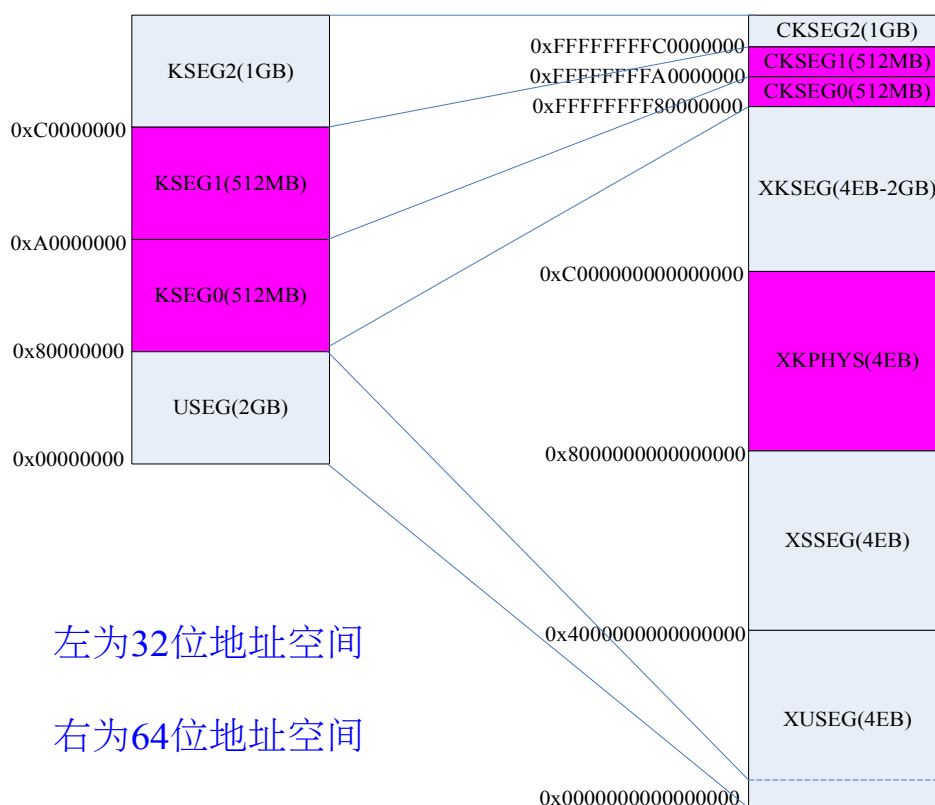 KSEG2(1GB)
0xC0000000
KSEG1(512MB)
0xA0000000
KSEG0(512MB)
0x80000000
USEG(2GB)
0x00000000
CKSEG2(1GB)
0xFFFFFFFFC0000000
CKSEG1(512MB)
0xFFFFFFFFA0000000
CKSEG0(512MB)
0xFFFFFFFF80000000
XKSEG(4EB-2GB)
0xC000000000000000
XKPHYS(4EB)
0x8000000000000000
XSSEG(4EB)
0x4000000000000000
XUSEG(4EB)
0x0000000000000000
左为32位地址空间
右为64位地址空间